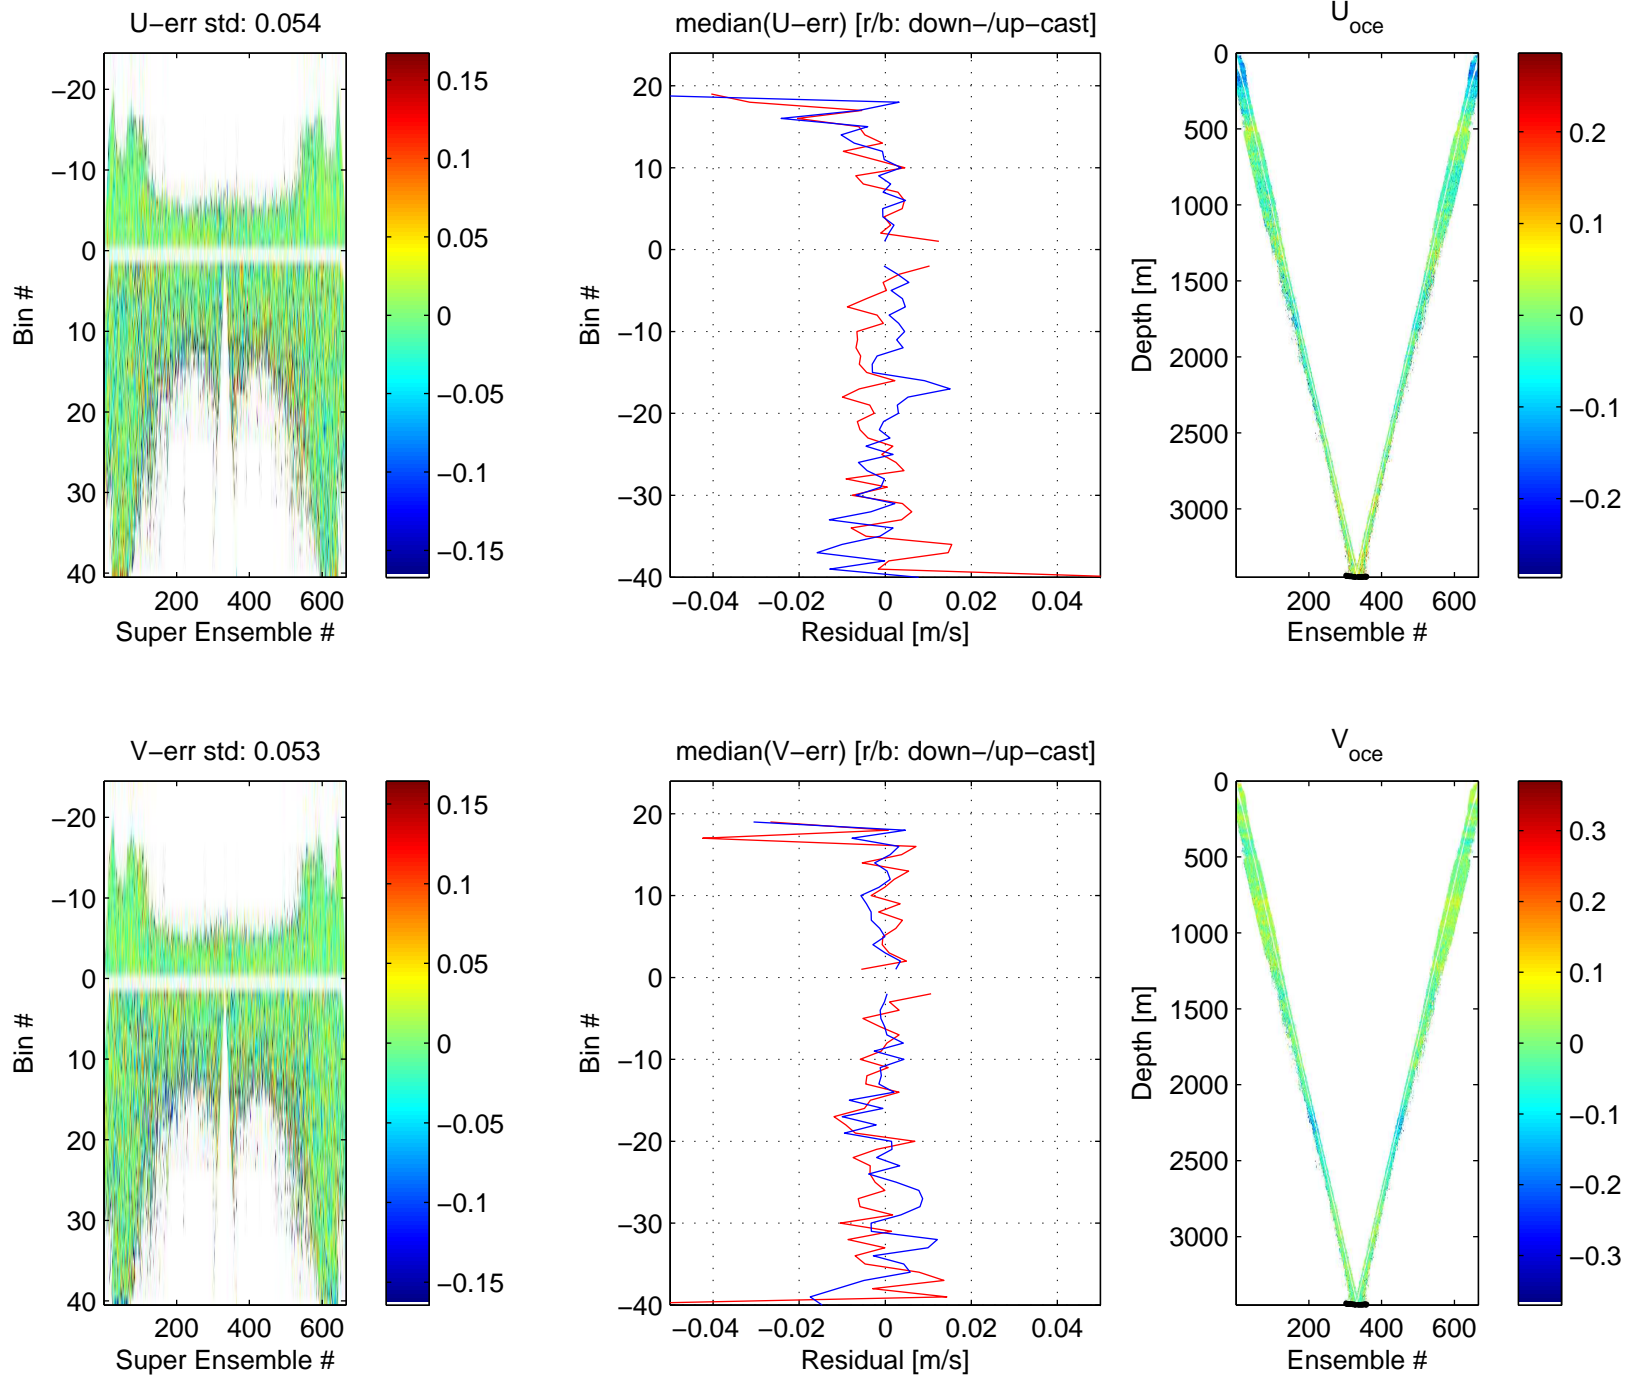 U−err std: 0.054
−20
−10
0
10
20
30
40
Bin #
200 400 600
Super Ensemble #
0.15
0.1
0.05
0
−0.05
−0.1
−0.15
median(U−err) [r/b: down−/up−cast]
20
10
0
−10
−20
−30
−40
Bin #
−0.04 −0.02 0 0.02 0.04
Residual [m/s]
U_oce
0
500
1000
1500
2000
2500
3000
Depth [m]
200 400 600
Ensemble #
0.2
0.1
0
−0.1
−0.2
V−err std: 0.053
−20
−10
0
10
20
30
40
Bin #
200 400 600
Super Ensemble #
0.15
0.1
0.05
0
−0.05
−0.1
−0.15
median(V−err) [r/b: down−/up−cast]
20
10
0
−10
−20
−30
−40
Bin #
−0.04 −0.02 0 0.02 0.04
Residual [m/s]
V_oce
0
500
1000
1500
2000
2500
3000
Depth [m]
200 400 600
Ensemble #
0.3
0.2
0.1
0
−0.1
−0.2
−0.3